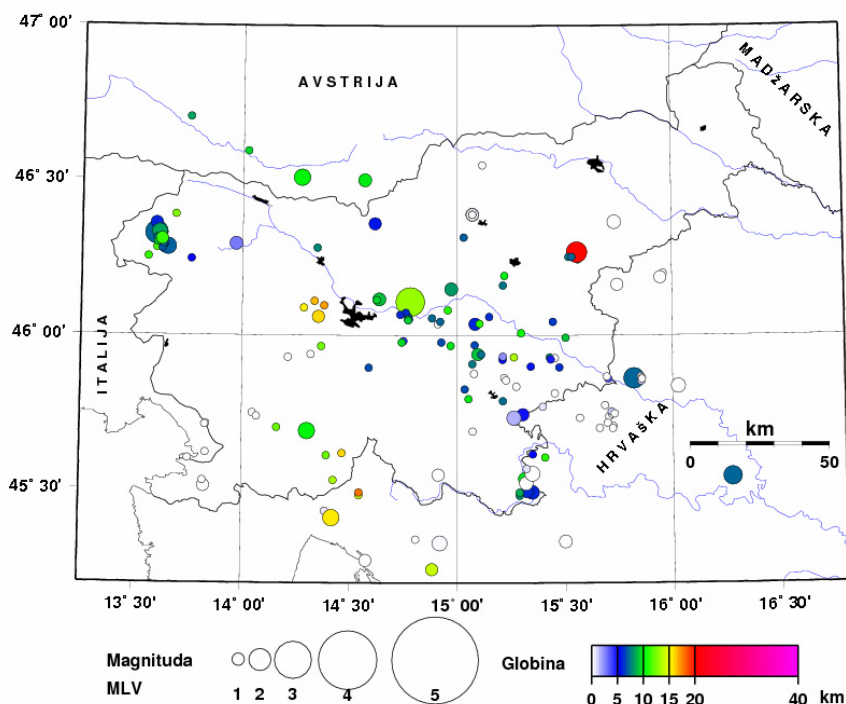 47° 00'
AVSTRIJA
MADŽARSKA
46° 30'
46° 00'
ITALIJA
HRVAŠKA
km
0 50
45° 30'
13° 30' 14° 00' 14° 30' 15° 00' 15° 30' 16° 00' 16° 30'
Magnituda
MLV
1 2 3 4 5
Globina
0 5 10 15 20 40 km